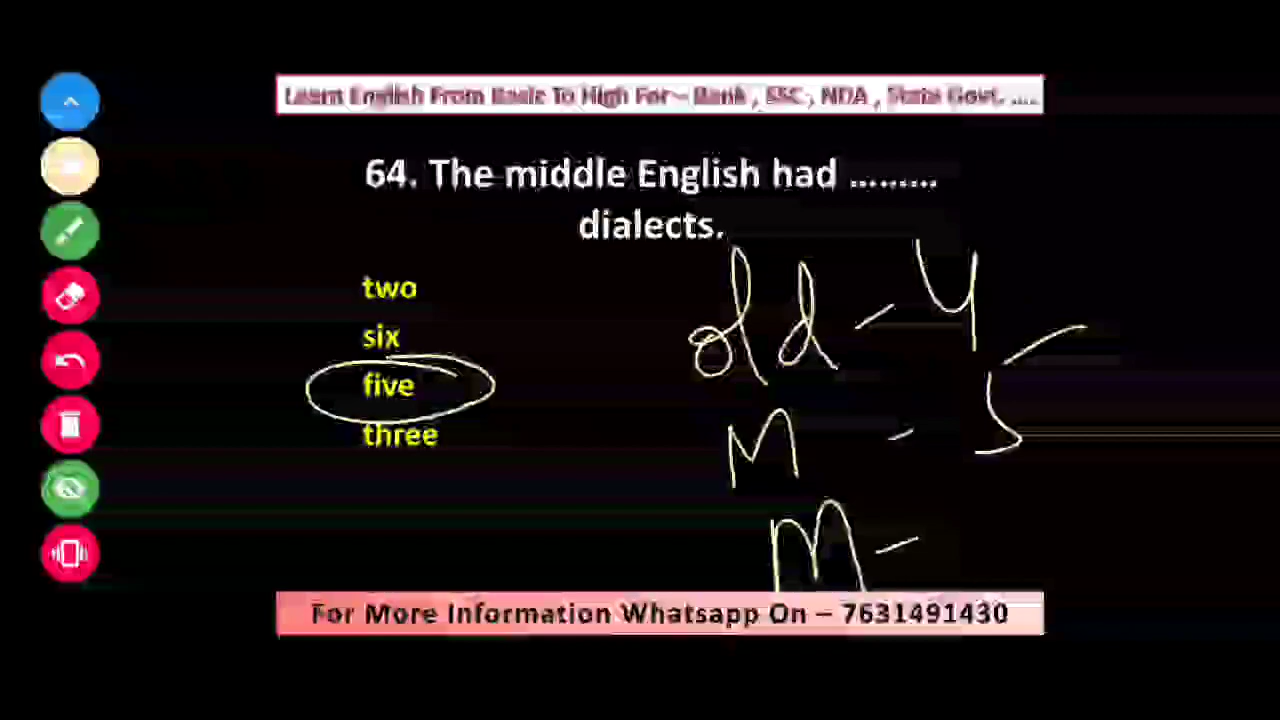 Learn English From Basic To High For – Bank , SSC , NDA , State Govt. ....
64. The middle English had .........
dialects.
two
six
five
three
old - 4
M - 5
M -
For More Information Whatsapp On – 7631491430